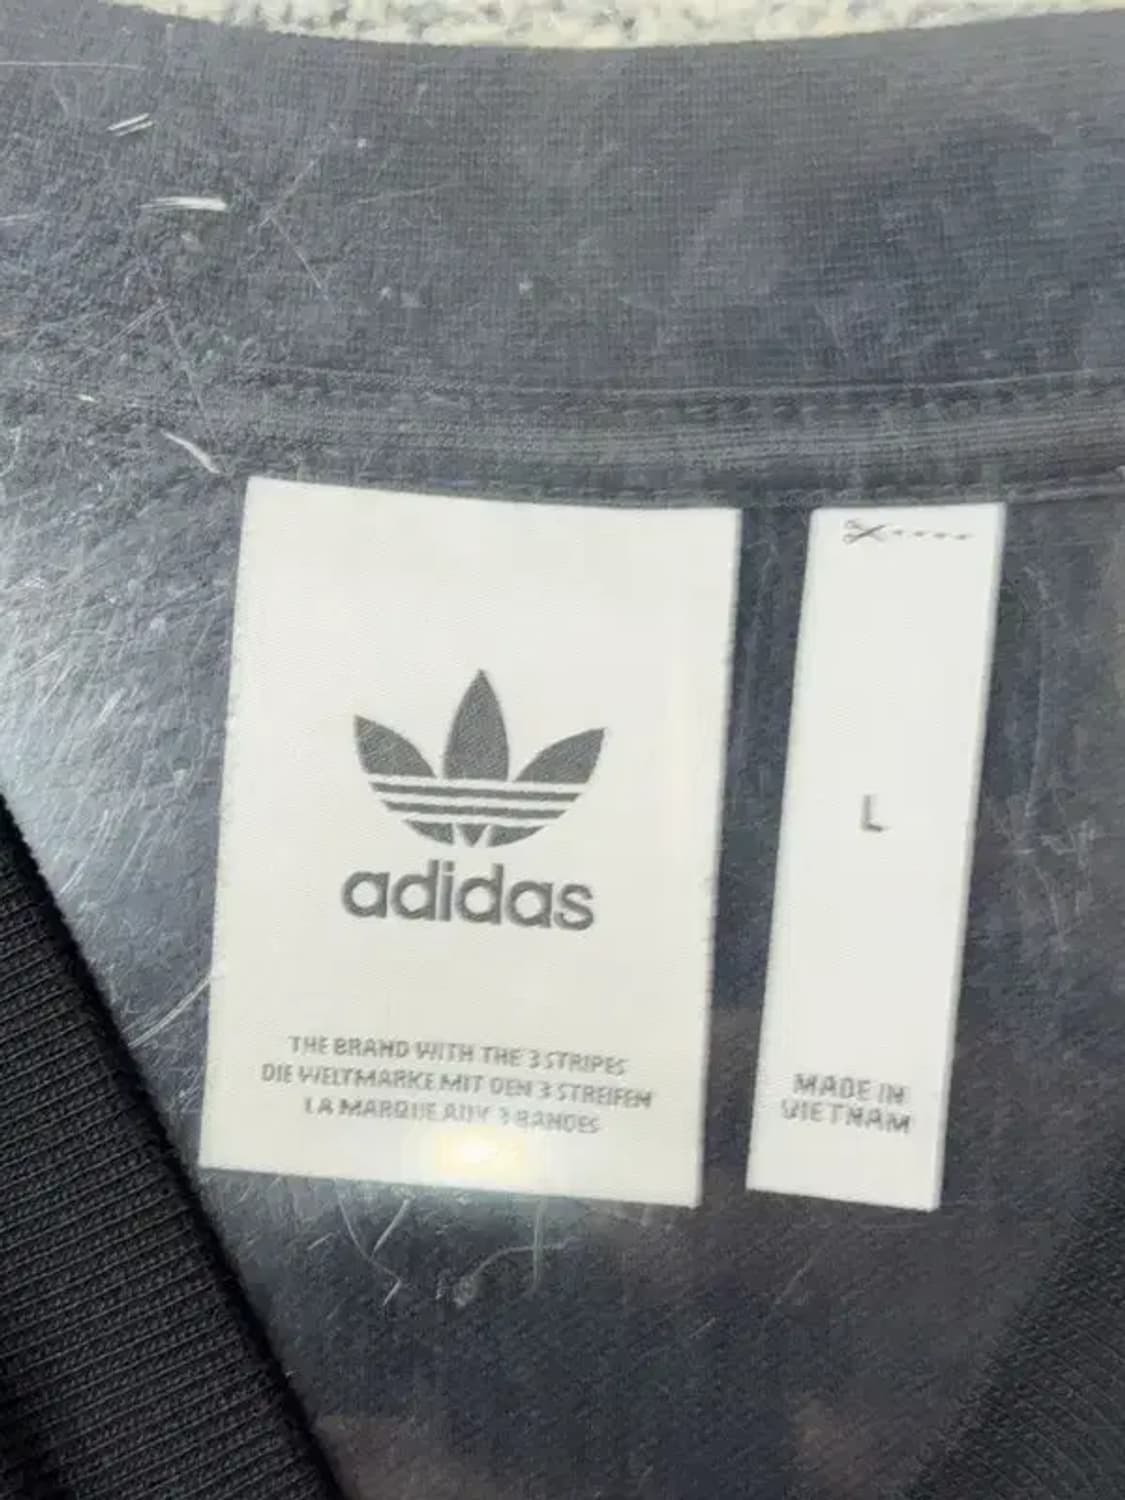 adidas
THE BRAND WITH THE 3 STRIPES
DIE WELTMARKE MIT DEN 3 STREIFEN
LA MARQUE AUX 3 BANDES
L
MADE IN
VIETNAM